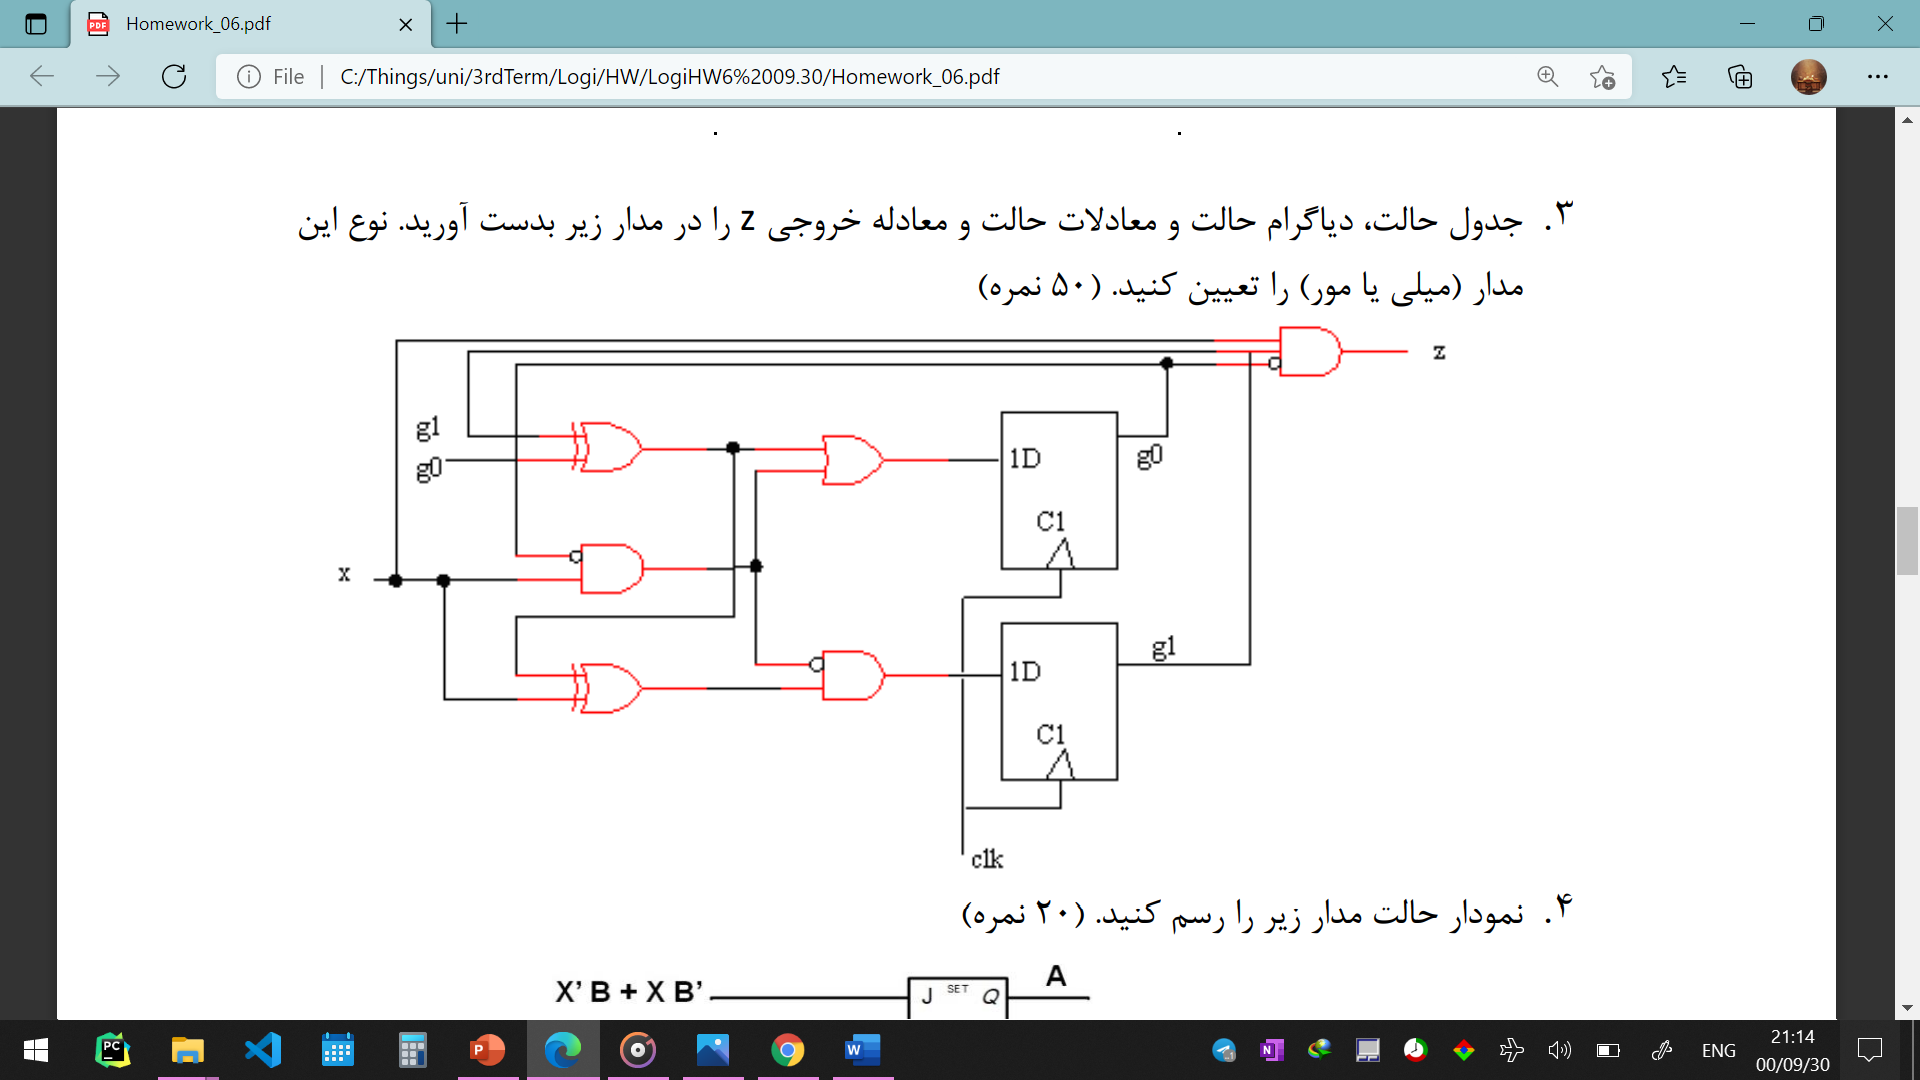 Homework_06.pdf
File
C:/Things/uni/3rdTerm/Logi/HW/LogiHW6%2009.30/Homework_06.pdf
۳. جدول حالت، دیاگرام حالت و معادلات حالت و معادله خروجی z را در مدار زیر بدست آورید. نوع این
مدار (میلی یا مور) را تعیین کنید. (۵۰ نمره)
z
g1
g0
1D
g0
C1
x
g1
1D
C1
clk
۴. نمودار حالت مدار زیر را رسم کنید. (۲۰ نمره)
X’ B + X B’
J SET Q
A
ENG
21:14
00/09/30